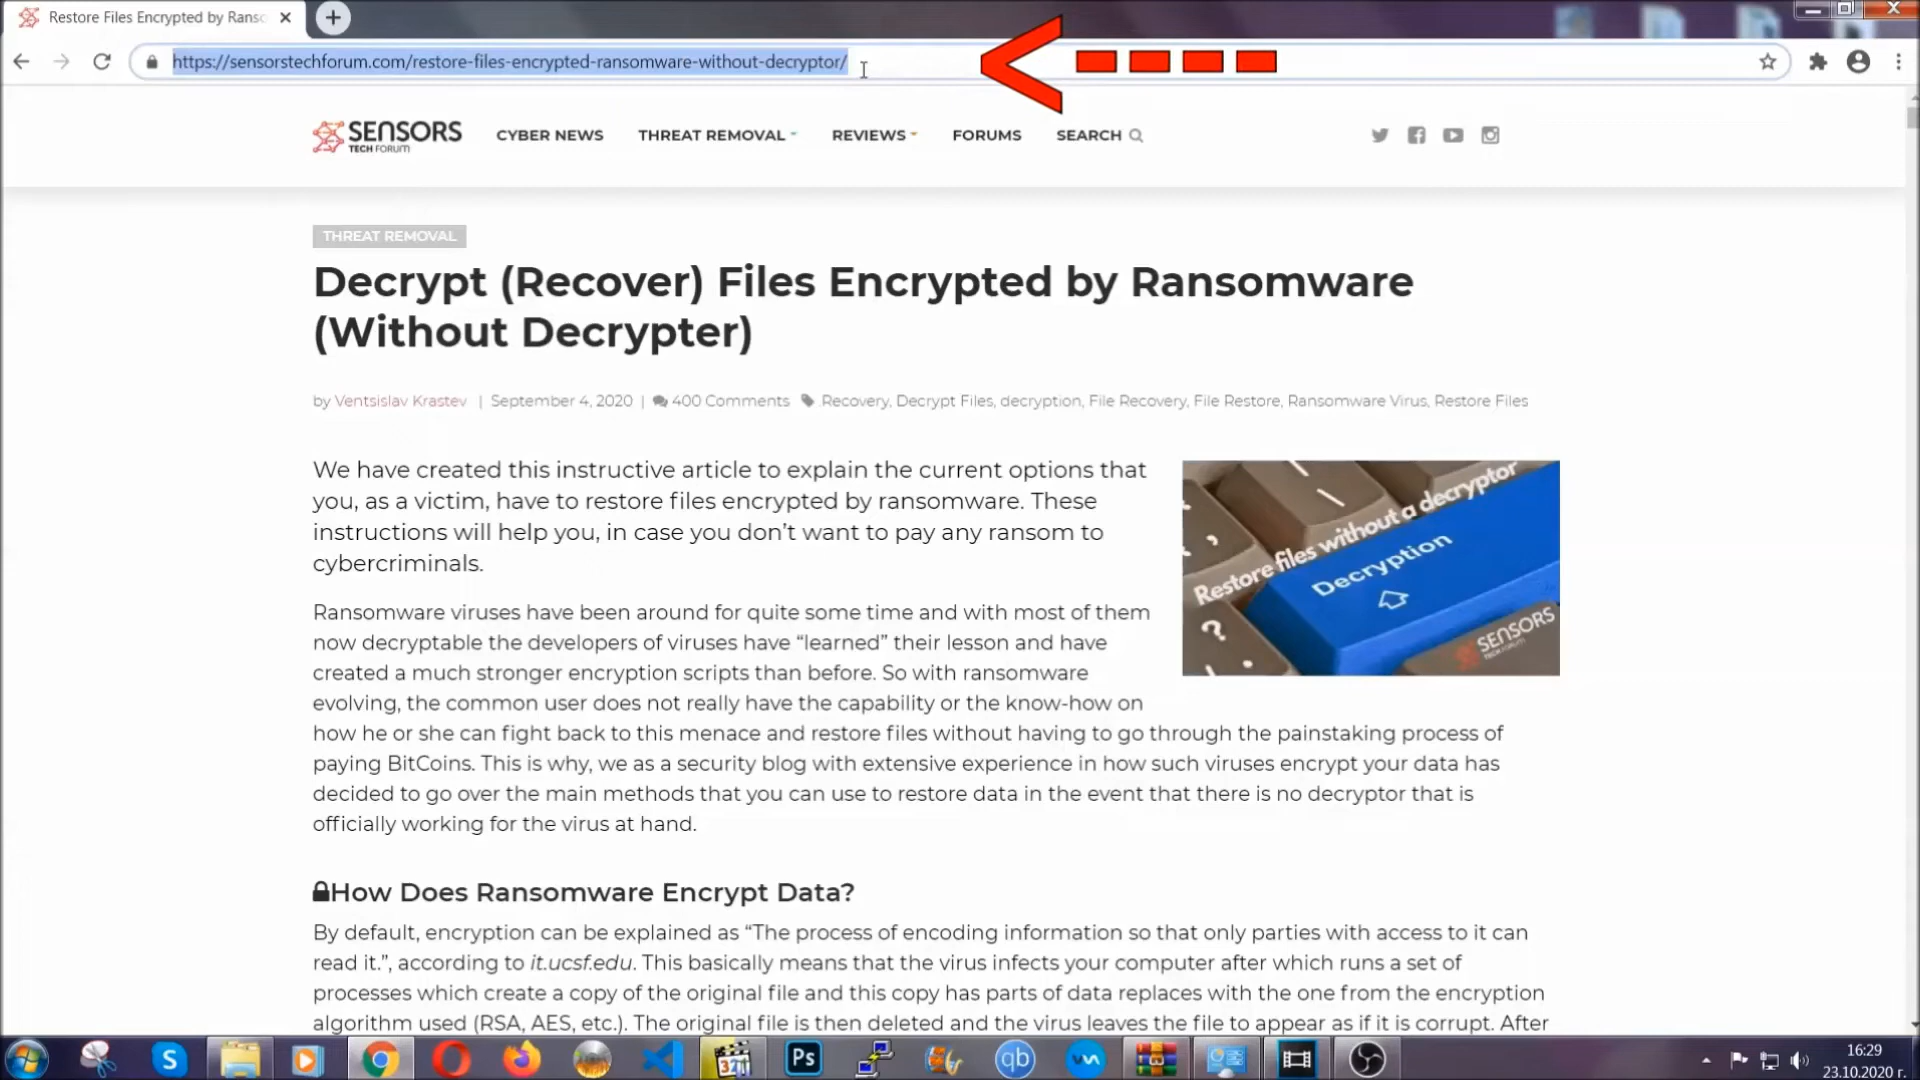 Restore Files Encrypted by Ranso
https://sensorstechforum.com/restore-files-encrypted-ransomware-without-decryptor/
SENSORS
TECH FORUM
CYBER NEWS
THREAT REMOVAL
REVIEWS
FORUMS
SEARCH
THREAT REMOVAL
Decrypt (Recover) Files Encrypted by Ransomware
(Without Decrypter)
by Ventsislav Krastev | September 4, 2020 | 400 Comments Recovery, Decrypt Files, decryption, File Recovery, File Restore, Ransomware Virus, Restore Files
We have created this instructive article to explain the current options that
you, as a victim, have to restore files encrypted by ransomware. These
instructions will help you, in case you don't want to pay any ransom to
cybercriminals.
Restore files without a decryptor
Decryption
SENSORS
TECH FORUM
Ransomware viruses have been around for quite some time and with most of them
now decryptable the developers of viruses have “learned” their lesson and have
created a much stronger encryption scripts than before. So with ransomware
evolving, the common user does not really have the capability or the know-how on
how he or she can fight back to this menace and restore files without having to go through the painstaking process of
paying BitCoins. This is why, we as a security blog with extensive experience in how such viruses encrypt your data has
decided to go over the main methods that you can use to restore data in the event that there is no decryptor that is
officially working for the virus at hand.
How Does Ransomware Encrypt Data?
By default, encryption can be explained as “The process of encoding information so that only parties with access to it can
read it.”, according to it.ucsf.edu. This basically means that the virus infects your computer after which runs a set of
processes which create a copy of the original file and this copy has parts of data replaces with the one from the encryption
algorithm used (RSA, AES, etc.). The original file is then deleted and the virus leaves the file to appear as if it is corrupt. After
S
321
Ps
qb
16:29
23.10.2020 г.